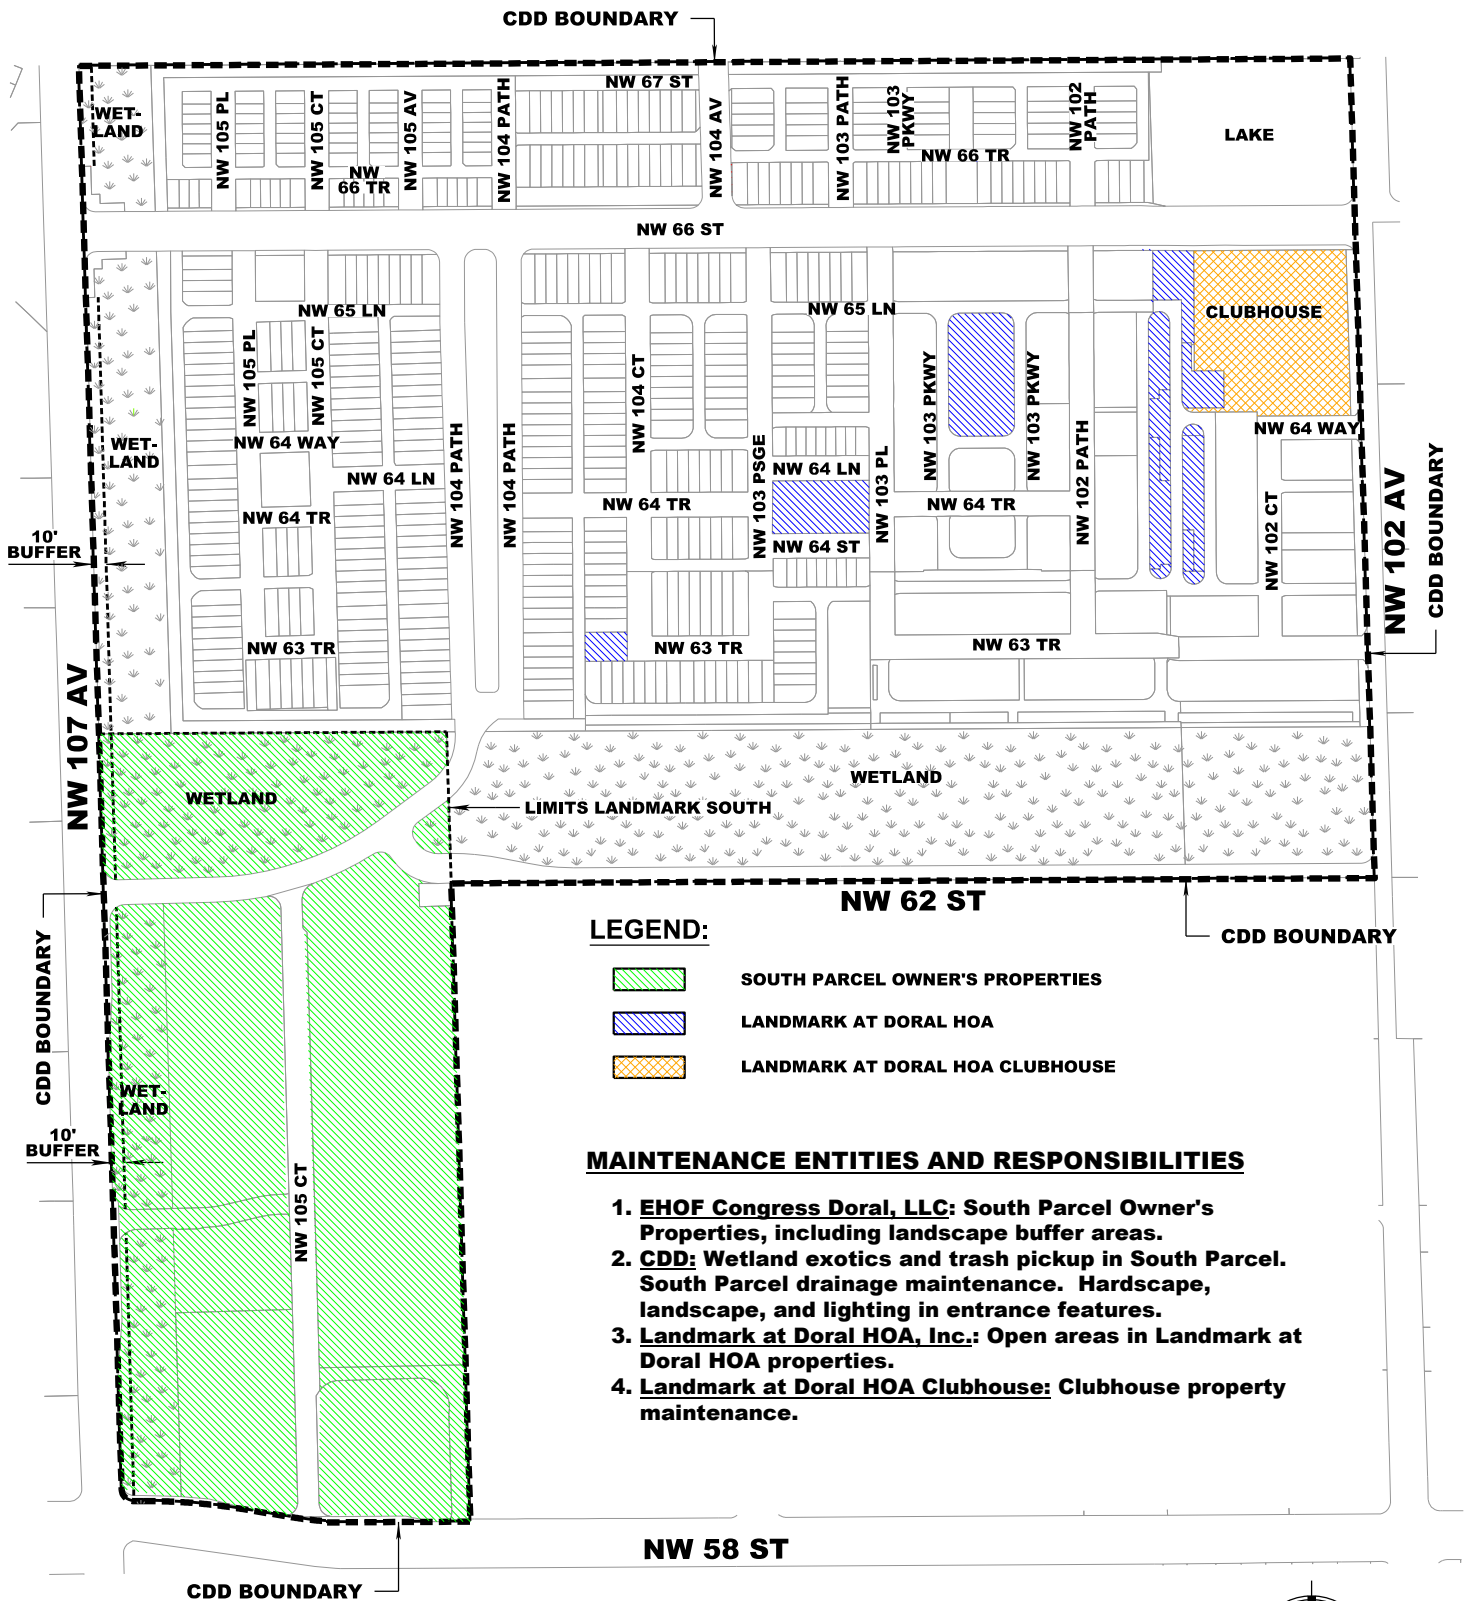 CDD BOUNDARY
NW 67 ST
WET-
LAND
NW 105 PL
NW 105 CT
NW 105 AV
NW 104 PATH
NW 104 AV
NW 103 PATH
NW 103
PKWY
NW 102
PATH
LAKE
NW
66 TR
NW 66 TR
NW 66 ST
NW 65 LN
NW 65 LN
CLUBHOUSE
NW 105 PL
NW 105 CT
NW 104 CT
NW 103 PKWY
NW 103 PKWY
WET-
LAND
NW 64 WAY
NW 64 WAY
NW 64 LN
NW 64 LN
NW 104 PATH
NW 104 PATH
NW 103 PSGE
NW 103 PL
NW 102 PATH
NW 102 CT
NW 102 AV
CDD BOUNDARY
NW 64 TR
NW 64 TR
NW 64 TR
NW 64 ST
10'
BUFFER
NW 63 TR
NW 63 TR
NW 63 TR
NW 107 AV
WETLAND
WETLAND
LIMITS LANDMARK SOUTH
NW 62 ST
CDD BOUNDARY
CDD BOUNDARY
LEGEND:
SOUTH PARCEL OWNER'S PROPERTIES
LANDMARK AT DORAL HOA
LANDMARK AT DORAL HOA CLUBHOUSE
WET-
LAND
10'
BUFFER
NW 105 CT
MAINTENANCE ENTITIES AND RESPONSIBILITIES
1. EHOF Congress Doral, LLC: South Parcel Owner's
Properties, including landscape buffer areas.
2. CDD: Wetland exotics and trash pickup in South Parcel.
South Parcel drainage maintenance. Hardscape,
landscape, and lighting in entrance features.
3. Landmark at Doral HOA, Inc.: Open areas in Landmark at
Doral HOA properties.
4. Landmark at Doral HOA Clubhouse: Clubhouse property
maintenance.
NW 58 ST
CDD BOUNDARY